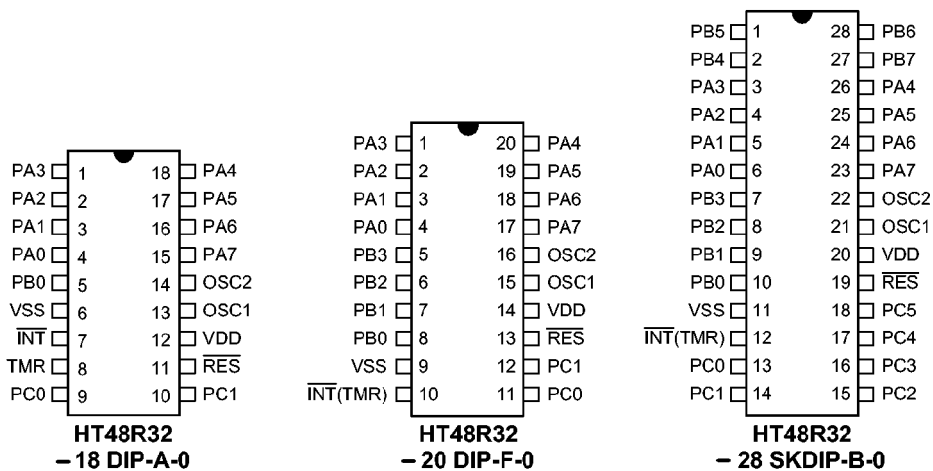 PA3 1 18 PA4
PA2 2 17 PA5
PA1 3 16 PA6
PA0 4 15 PA7
PB0 5 14 OSC2
VSS 6 13 OSC1
INT 7 12 VDD
TMR 8 11 RES
PC0 9 10 PC1
HT48R32
– 18 DIP-A-0
PA3 1 20 PA4
PA2 2 19 PA5
PA1 3 18 PA6
PA0 4 17 PA7
PB3 5 16 OSC2
PB2 6 15 OSC1
PB1 7 14 VDD
PB0 8 13 RES
VSS 9 12 PC1
INT(TMR) 10 11 PC0
HT48R32
– 20 DIP-F-0
PB5 1 28 PB6
PB4 2 27 PB7
PA3 3 26 PA4
PA2 4 25 PA5
PA1 5 24 PA6
PA0 6 23 PA7
PB3 7 22 OSC2
PB2 8 21 OSC1
PB1 9 20 VDD
PB0 10 19 RES
VSS 11 18 PC5
INT(TMR) 12 17 PC4
PC0 13 16 PC3
PC1 14 15 PC2
HT48R32
– 28 SKDIP-B-0